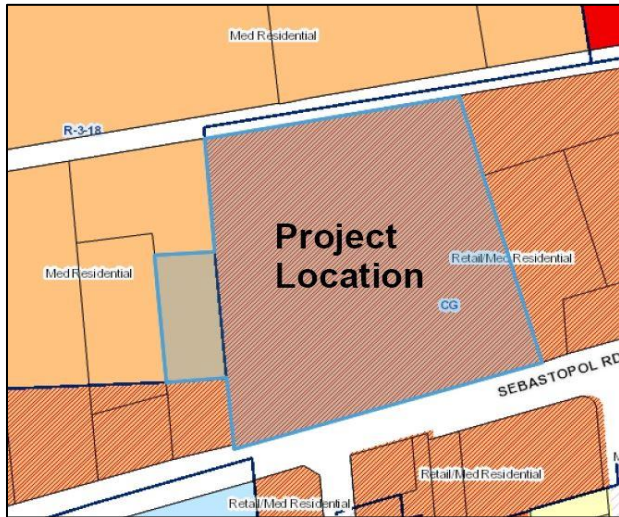 Med Residential
R-3-18
Project
Location
Med Residential
Retail/Med Residential
CG
SEBASTOPOL RD
Retail/Med Residential
Retail/Med Residential
M